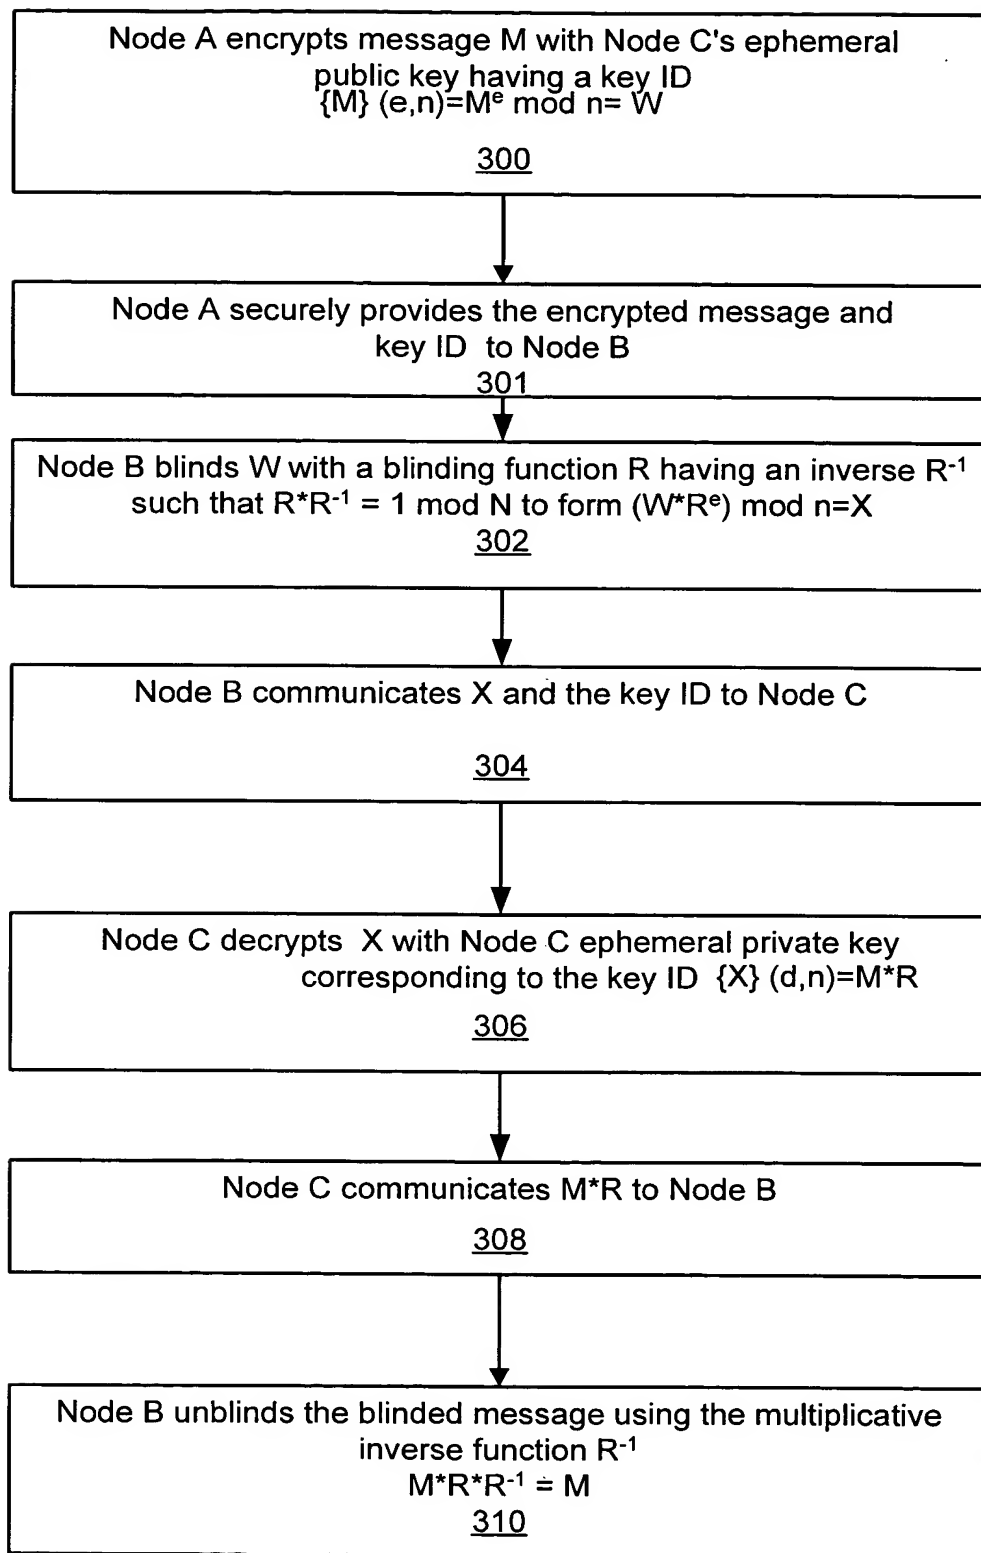 Node A encrypts message M with Node C's ephemeral
public key having a key ID
{M} (e,n)=Mᵉ mod n= W
300
Node A securely provides the encrypted message and
key ID to Node B
301
Node B blinds W with a blinding function R having an inverse R⁻¹
such that R*R⁻¹ = 1 mod N to form (W*Rᵉ) mod n=X
302
Node B communicates X and the key ID to Node C
304
Node C decrypts X with Node C ephemeral private key
corresponding to the key ID {X} (d,n)=M*R
306
Node C communicates M*R to Node B
308
Node B unblinds the blinded message using the multiplicative
inverse function R⁻¹
M*R*R⁻¹ = M
310